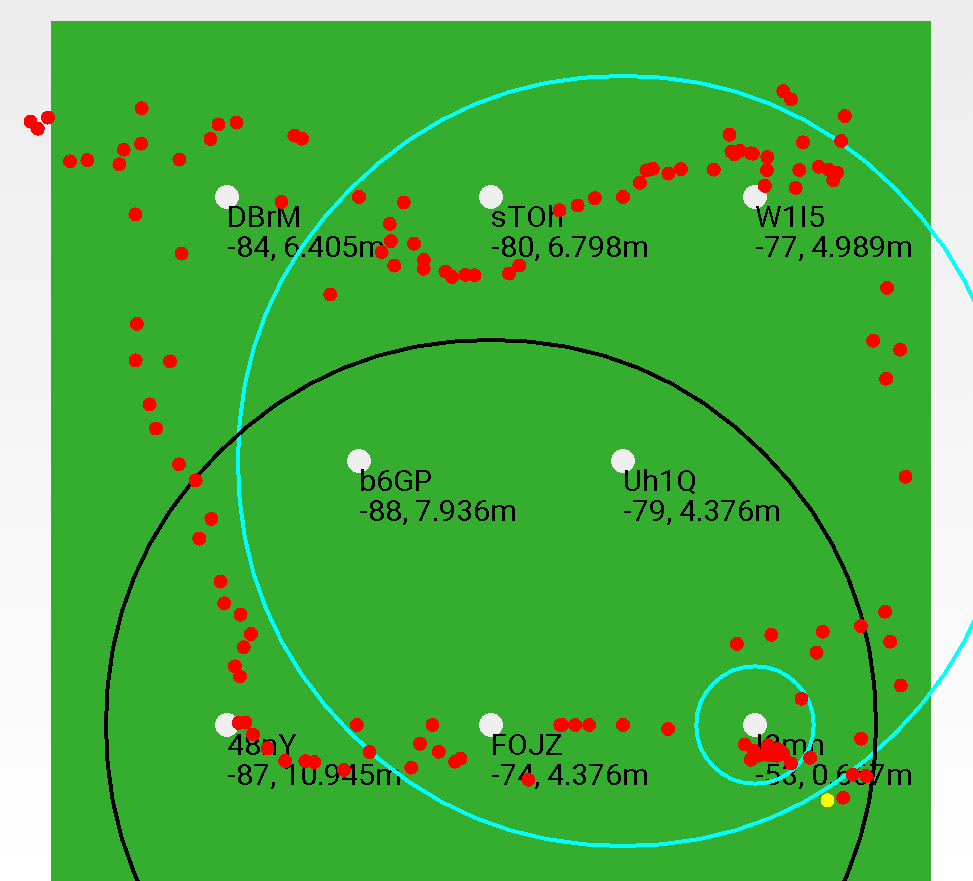 DBrM
-84, 6.405m
sTOh
-80, 6.798m
W1I5
-77, 4.989m
b6GP
-88, 7.936m
Uh1Q
-79, 4.376m
48nY
-87, 10.945m
FOJZ
-74, 4.376m